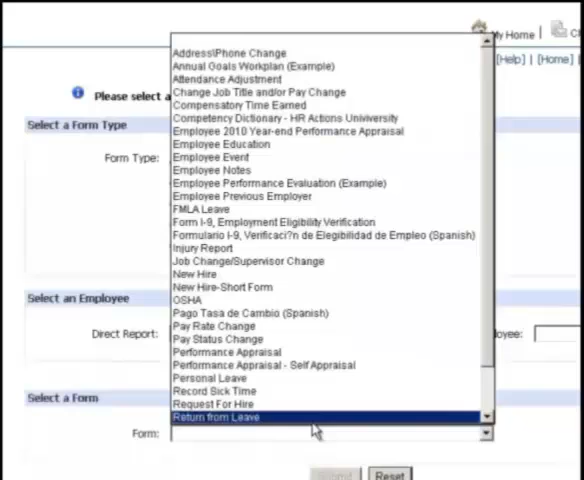 My Home |
[Help] | [Home] |
Please select a
Select a Form Type
Form Type:
Address\Phone Change
Annual Goals Workplan (Example)
Attendance Adjustment
Change Job Title and/or Pay Change
Compensatory Time Earned
Competency Dictionary - HR Actions University
Employee 2010 Year-end Performance Appraisal
Employee Education
Employee Event
Employee Notes
Employee Performance Evaluation (Example)
Employee Previous Employer
FMLA Leave
Form I-9, Employment Eligibility Verification
Formulario I-9, Verificaci?n de Elegibilidad de Empleo (Spanish)
Injury Report
Job Change/Supervisor Change
New Hire
New Hire-Short Form
OSHA
Pago Tasa de Cambio (Spanish)
Pay Rate Change
Pay Status Change
Performance Appraisal
Performance Appraisal - Self Appraisal
Personal Leave
Record Sick Time
Request For Hire
Return from Leave
Select an Employee
Direct Report:
oyee:
Select a Form
Form:
Submit
Reset